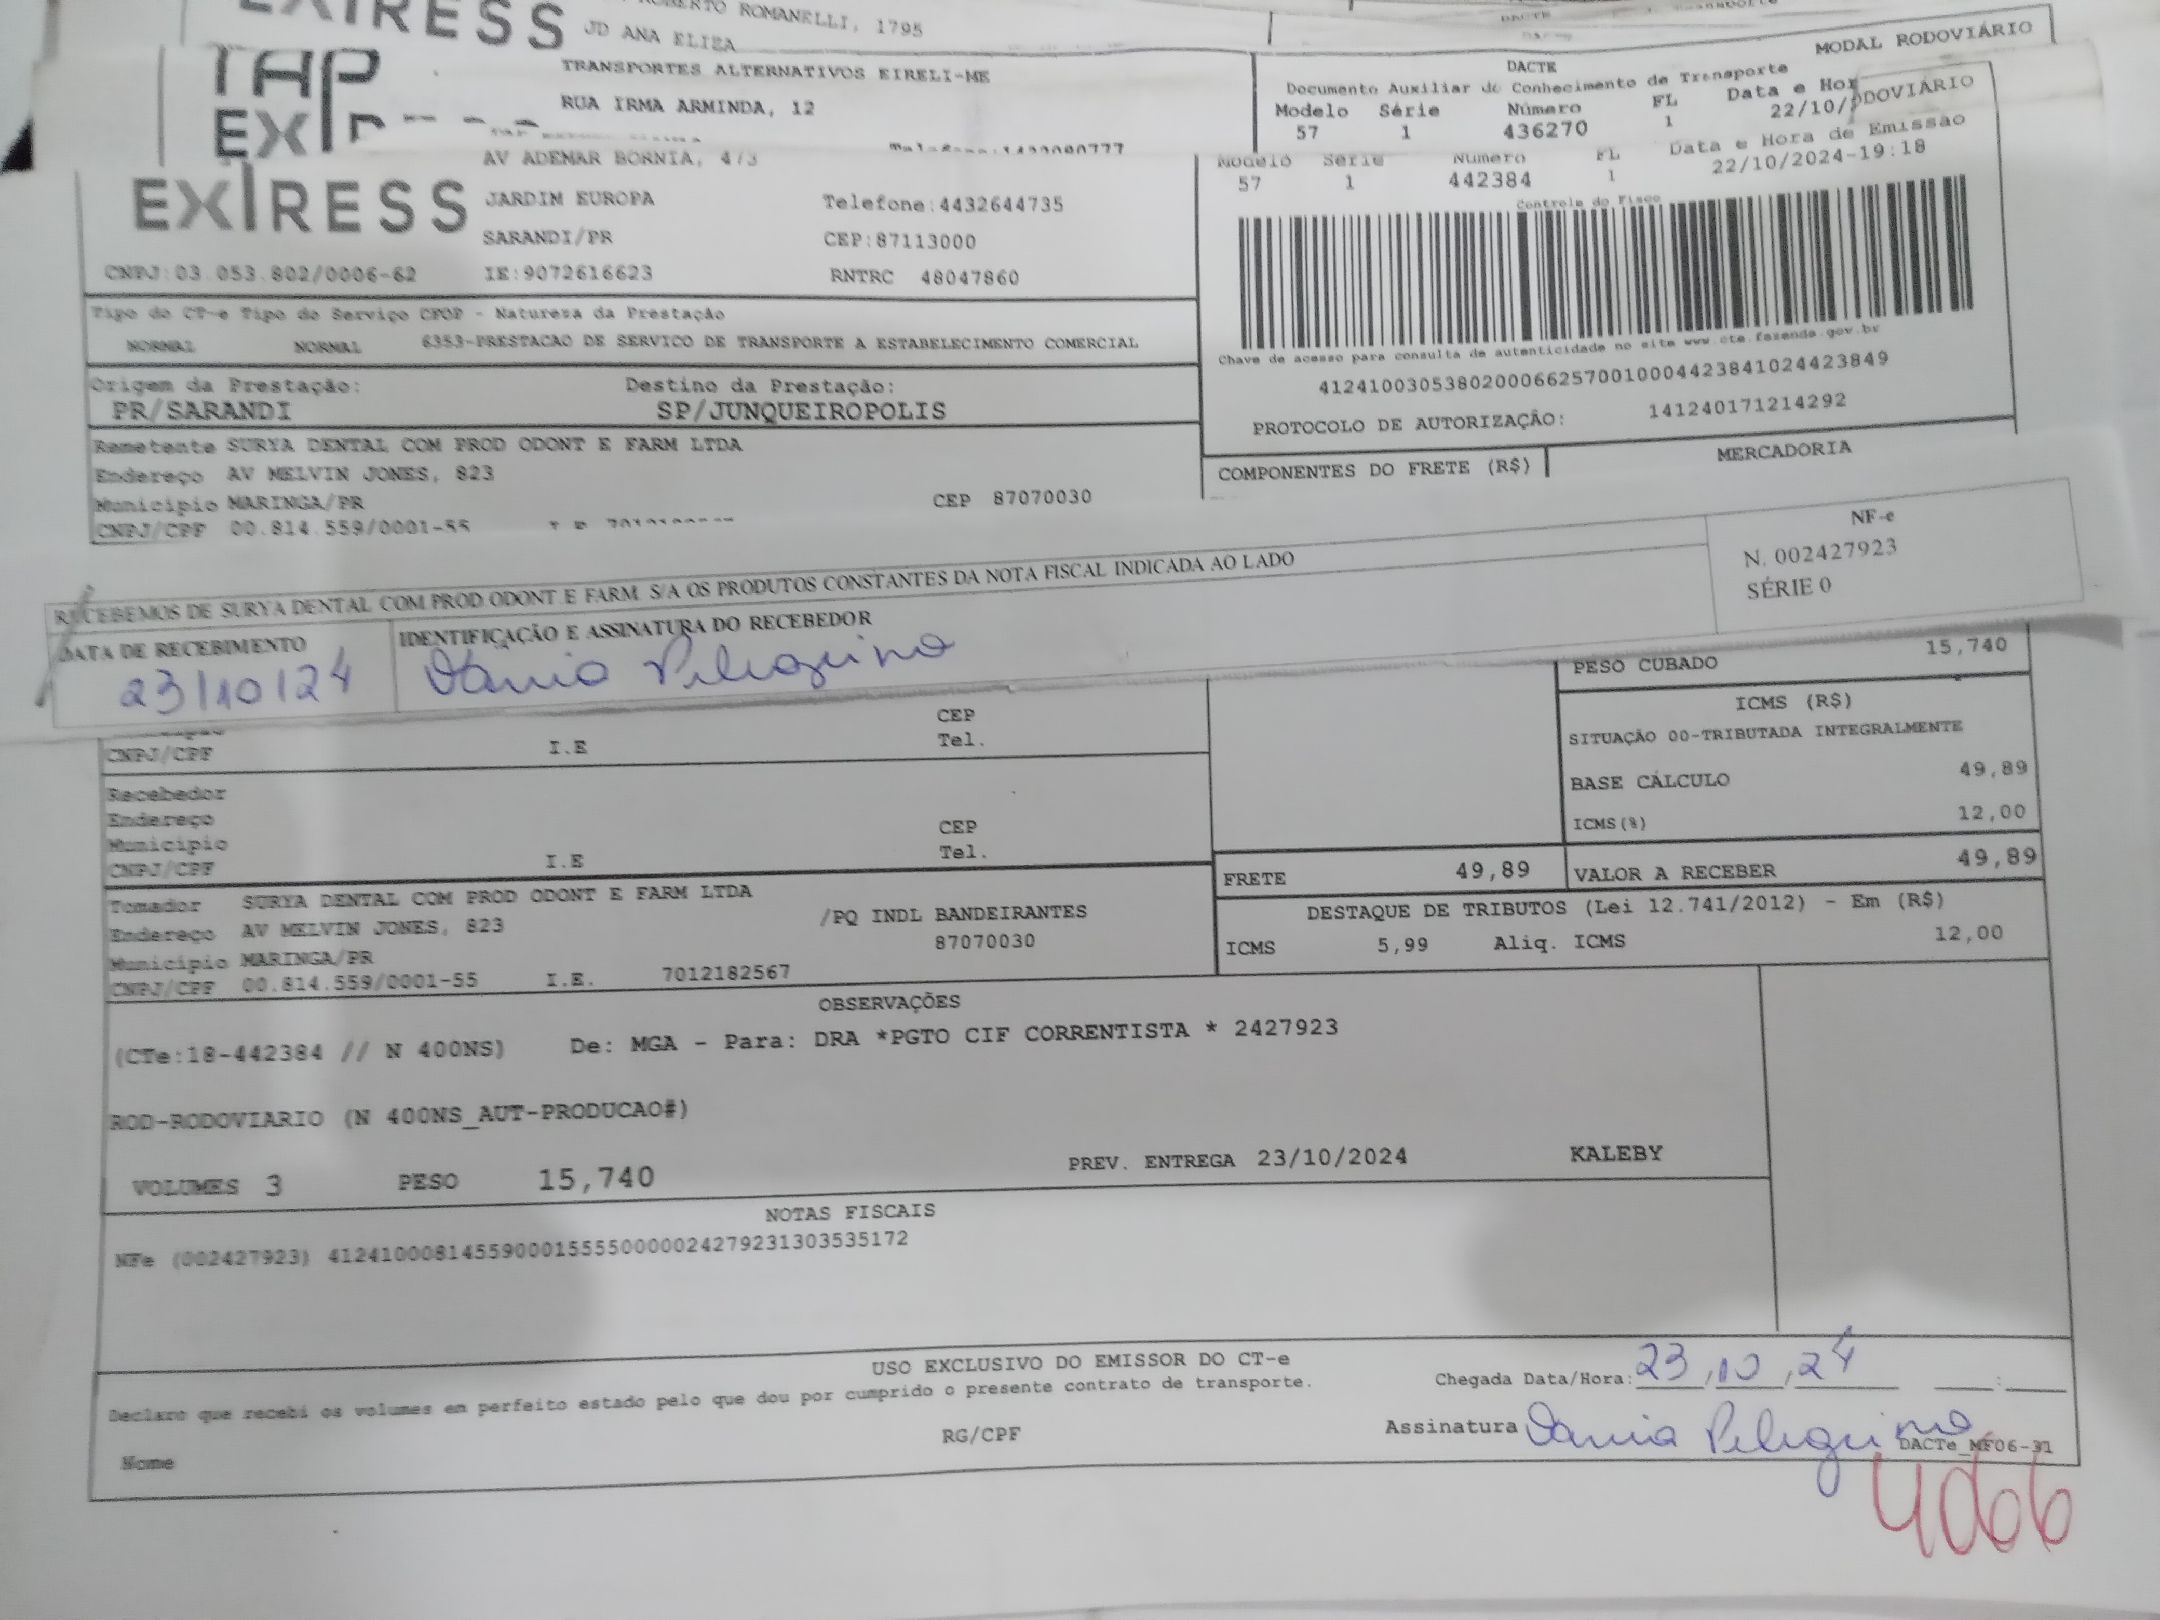 EXPRESS
ROBERTO ROMANELLI, 1795
JD ANA ELIZA
DACTE
MODAL RODOVIÁRIO
TAP
EX
TRANSPORTES ALTERNATIVOS EIRELI-ME
RUA IRMA ARMINDA, 12
DACTE
Documento Auxiliar do Conhecimento de Transporte
Modelo Série Número FL Data e Hor
57 1 436270 1 22/10/
DOVIÁRIO
AV ADEMAR BORNIA, 473
EXPRESS
JARDIM EUROPA Telefone:4432644735
SARANDI/PR CEP:87113000
CNPJ:03.053.802/0006-62 IE:9072616623 RNTRC 48047860
Modelo Série Número FL Data e Hora de Emissão
57 1 442384 1 22/10/2024-19:18
Controle do Fisco
Chave de acesso para consulta de autenticidade no site www.cte.fazenda.gov.br
41241003053802000662570010004423841024423849
PROTOCOLO DE AUTORIZAÇÃO: 141240171214292
Tipo do CT-e Tipo do Serviço CFOP - Natureza da Prestação
NORMAL NORMAL 6353-PRESTACAO DE SERVICO DE TRANSPORTE A ESTABELECIMENTO COMERCIAL
Origem da Prestação: Destino da Prestação:
PR/SARANDI SP/JUNQUEIROPOLIS
Remetente SURYA DENTAL COM PROD ODONT E FARM LTDA
Endereço AV MELVIN JONES, 823
Município MARINGA/PR CEP 87070030
CNPJ/CPF 00.814.559/0001-55
COMPONENTES DO FRETE (R$) MERCADORIA
RECEBEMOS DE SURYA DENTAL COM PROD ODONT E FARM S/A OS PRODUTOS CONSTANTES DA NOTA FISCAL INDICADA AO LADO
NF-e
N. 002427923
SÉRIE 0
DATA DE RECEBIMENTO IDENTIFICAÇÃO E ASSINATURA DO RECEBEDOR
23/10/24
PESO CUBADO 15,740
CEP
CNPJ/CPF I.E Tel.
ICMS (R$)
SITUAÇÃO 00-TRIBUTADA INTEGRALMENTE
BASE CÁLCULO 49,89
ICMS(%) 12,00
Recebedor
Endereço
Município CEP
CNPJ/CPF I.E Tel.
FRETE 49,89 VALOR A RECEBER 49,89
Tomador SURYA DENTAL COM PROD ODONT E FARM LTDA
Endereço AV MELVIN JONES, 823 /PQ INDL BANDEIRANTES
Município MARINGA/PR 87070030
CNPJ/CPF 00.814.559/0001-55 I.E. 7012182567
DESTAQUE DE TRIBUTOS (Lei 12.741/2012) - Em (R$)
ICMS 5,99 Aliq. ICMS 12,00
OBSERVAÇÕES
(CTe:18-442384 // N 400NS) De: MGA - Para: DRA *PGTO CIF CORRENTISTA * 2427923
ROD-RODOVIARIO (N 400NS_AUT-PRODUCAO#)
VOLUMES 3 PESO 15,740 PREV. ENTREGA 23/10/2024 KALEBY
NOTAS FISCAIS
NFe (002427923) 41241000814559000155550000024279231303535172
USO EXCLUSIVO DO EMISSOR DO CT-e
Declaro que recebi os volumes em perfeito estado pelo que dou por cumprido o presente contrato de transporte.
Chegada Data/Hora: 23,10,24 :
Nome RG/CPF Assinatura
DACTe_MF06-31